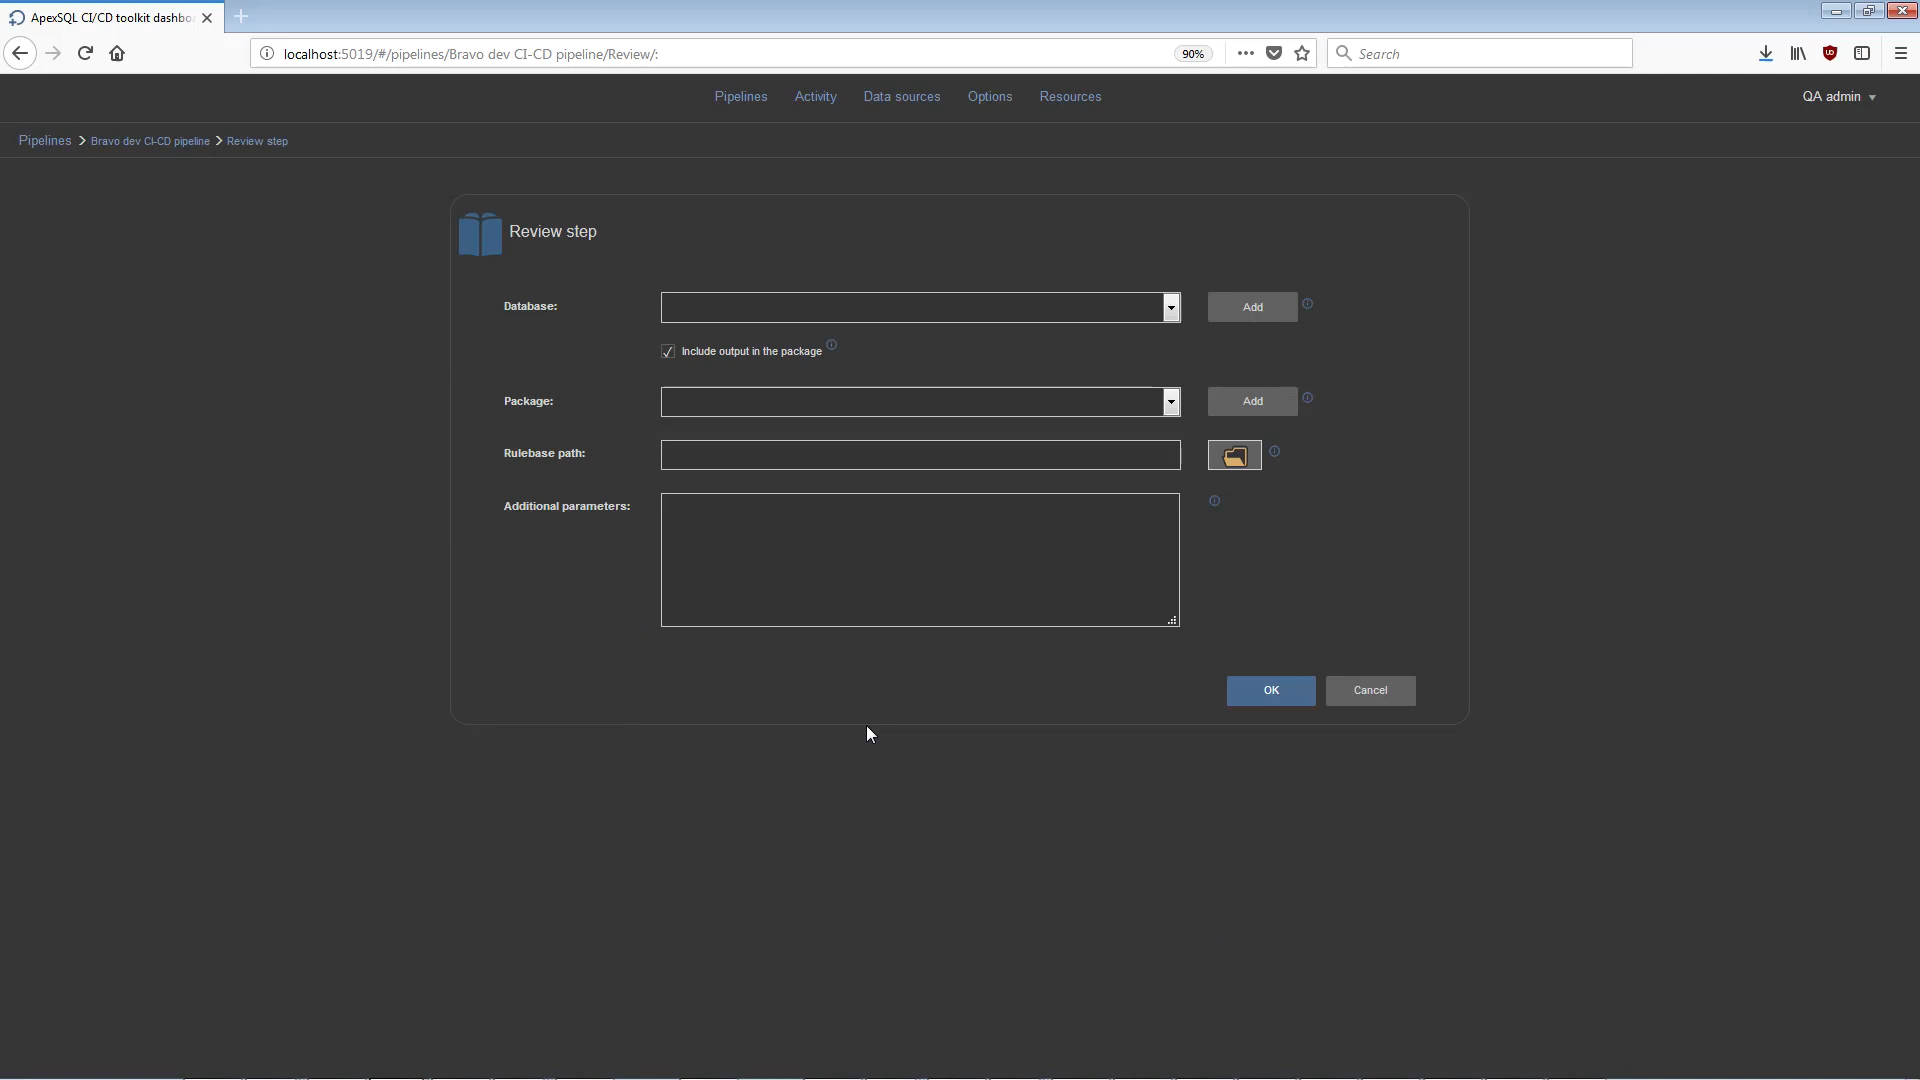 ApexSQL CI/CD toolkit dashbo
localhost:5019/#/pipelines/Bravo dev CI-CD pipeline/Review/:
90%
Search
Pipelines
Activity
Data sources
Options
Resources
QA admin
Pipelines
Bravo dev CI-CD pipeline
Review step
Review step
Database:
Add
Include output in the package
Package:
Add
Rulebase path:
Additional parameters:
OK
Cancel